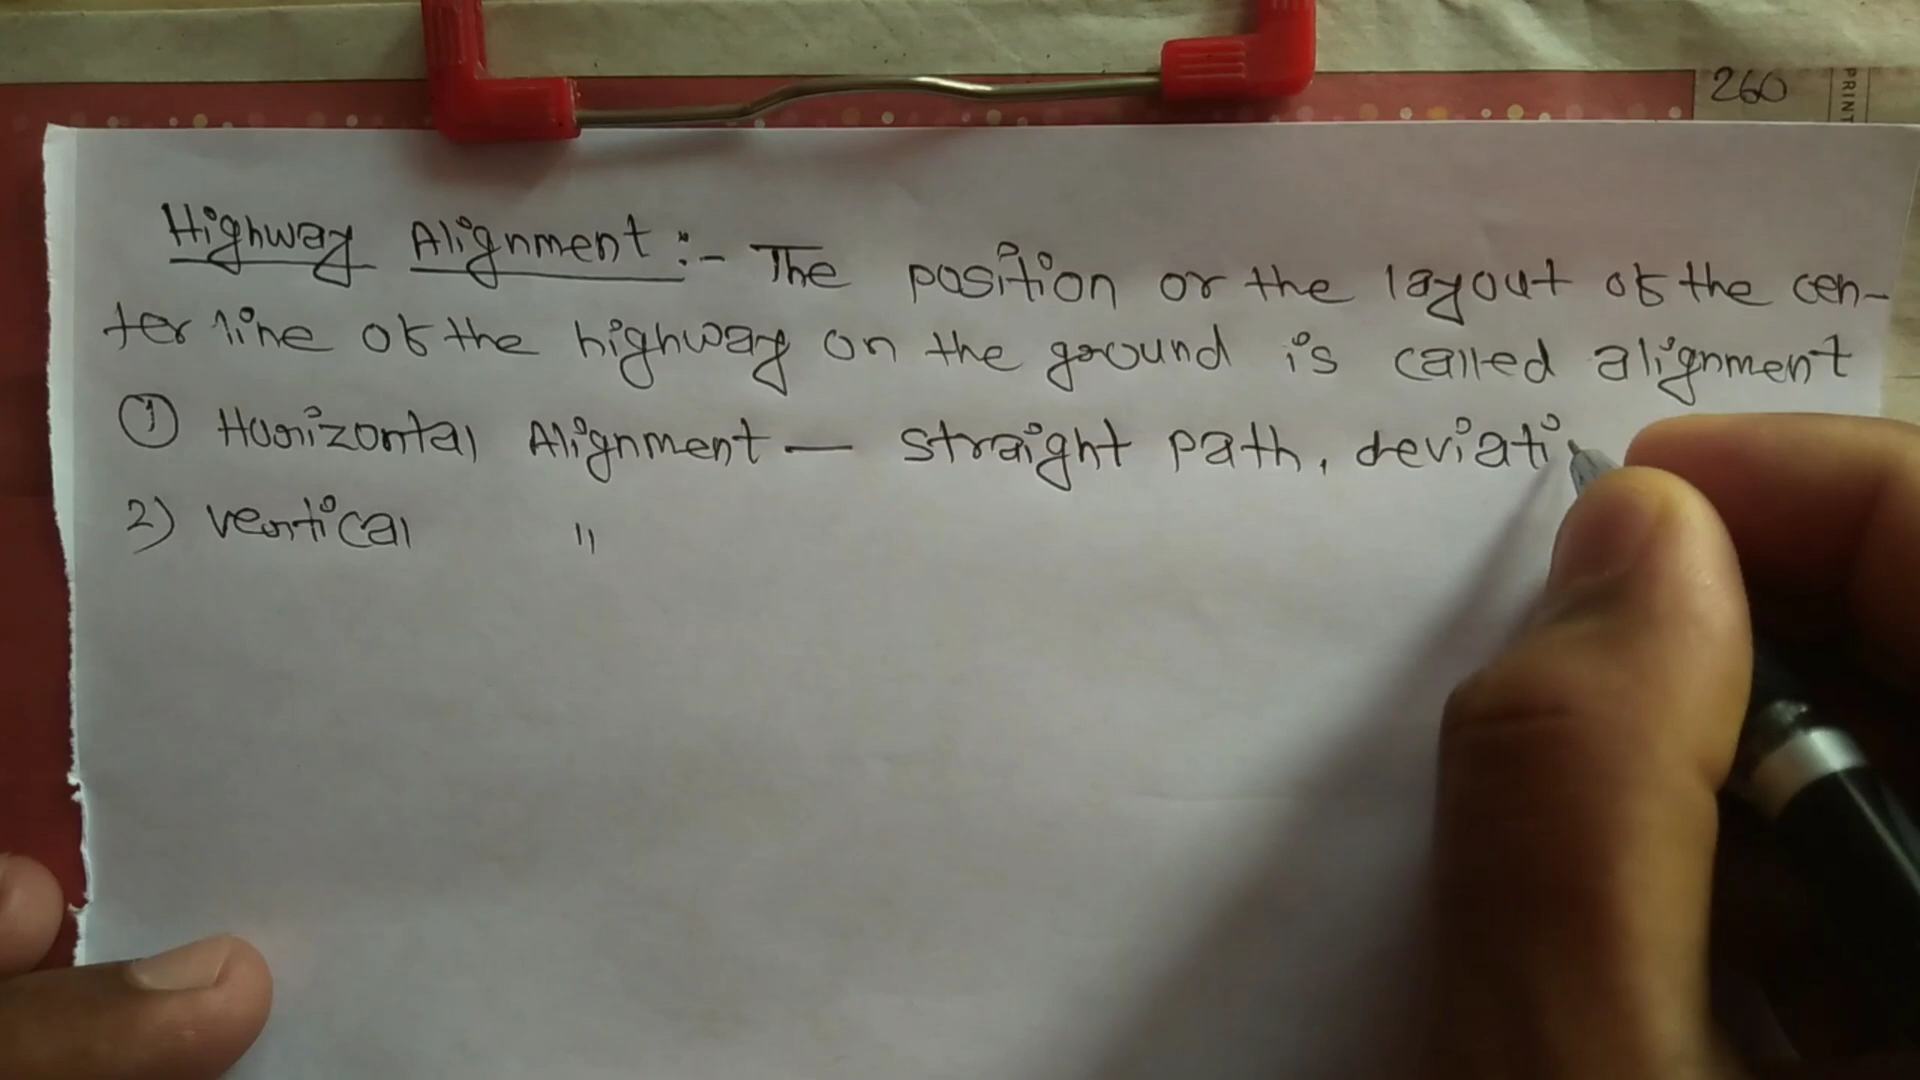 260
PRINT
Highway Alignment :- The position or the layout of the cen-
ter line of the highway on the ground is called alignment
① Horizontal Alignment — straight path, deviati
2) vertical "